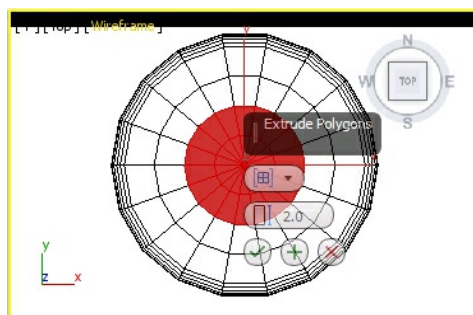 [ + ] [Top ] [Wireframe ]
y
N
W
TOP
E
S
Extrude Polygons
2.0
y
z
x